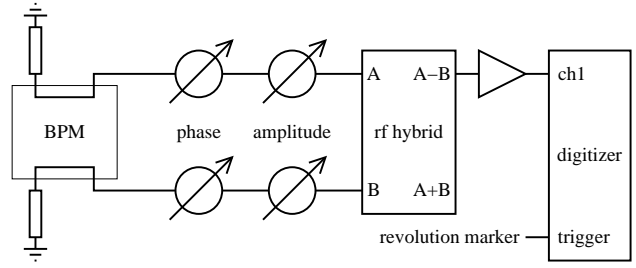 A A−B ch1
BPM phase amplitude rf hybrid
digitizer
B A+B
revolution marker trigger